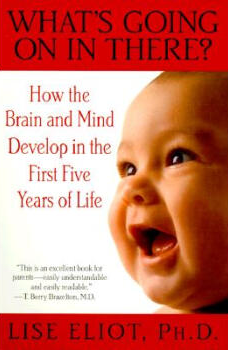 WHAT'S GOING
ON IN THERE?
How the
Brain and Mind
Develop in the
First Five
Years of Life
"This is an excellent book for
parents—easily understandable
and easily readable."
—T. Berry Brazelton, M.D.
LISE ELIOT, PH.D.